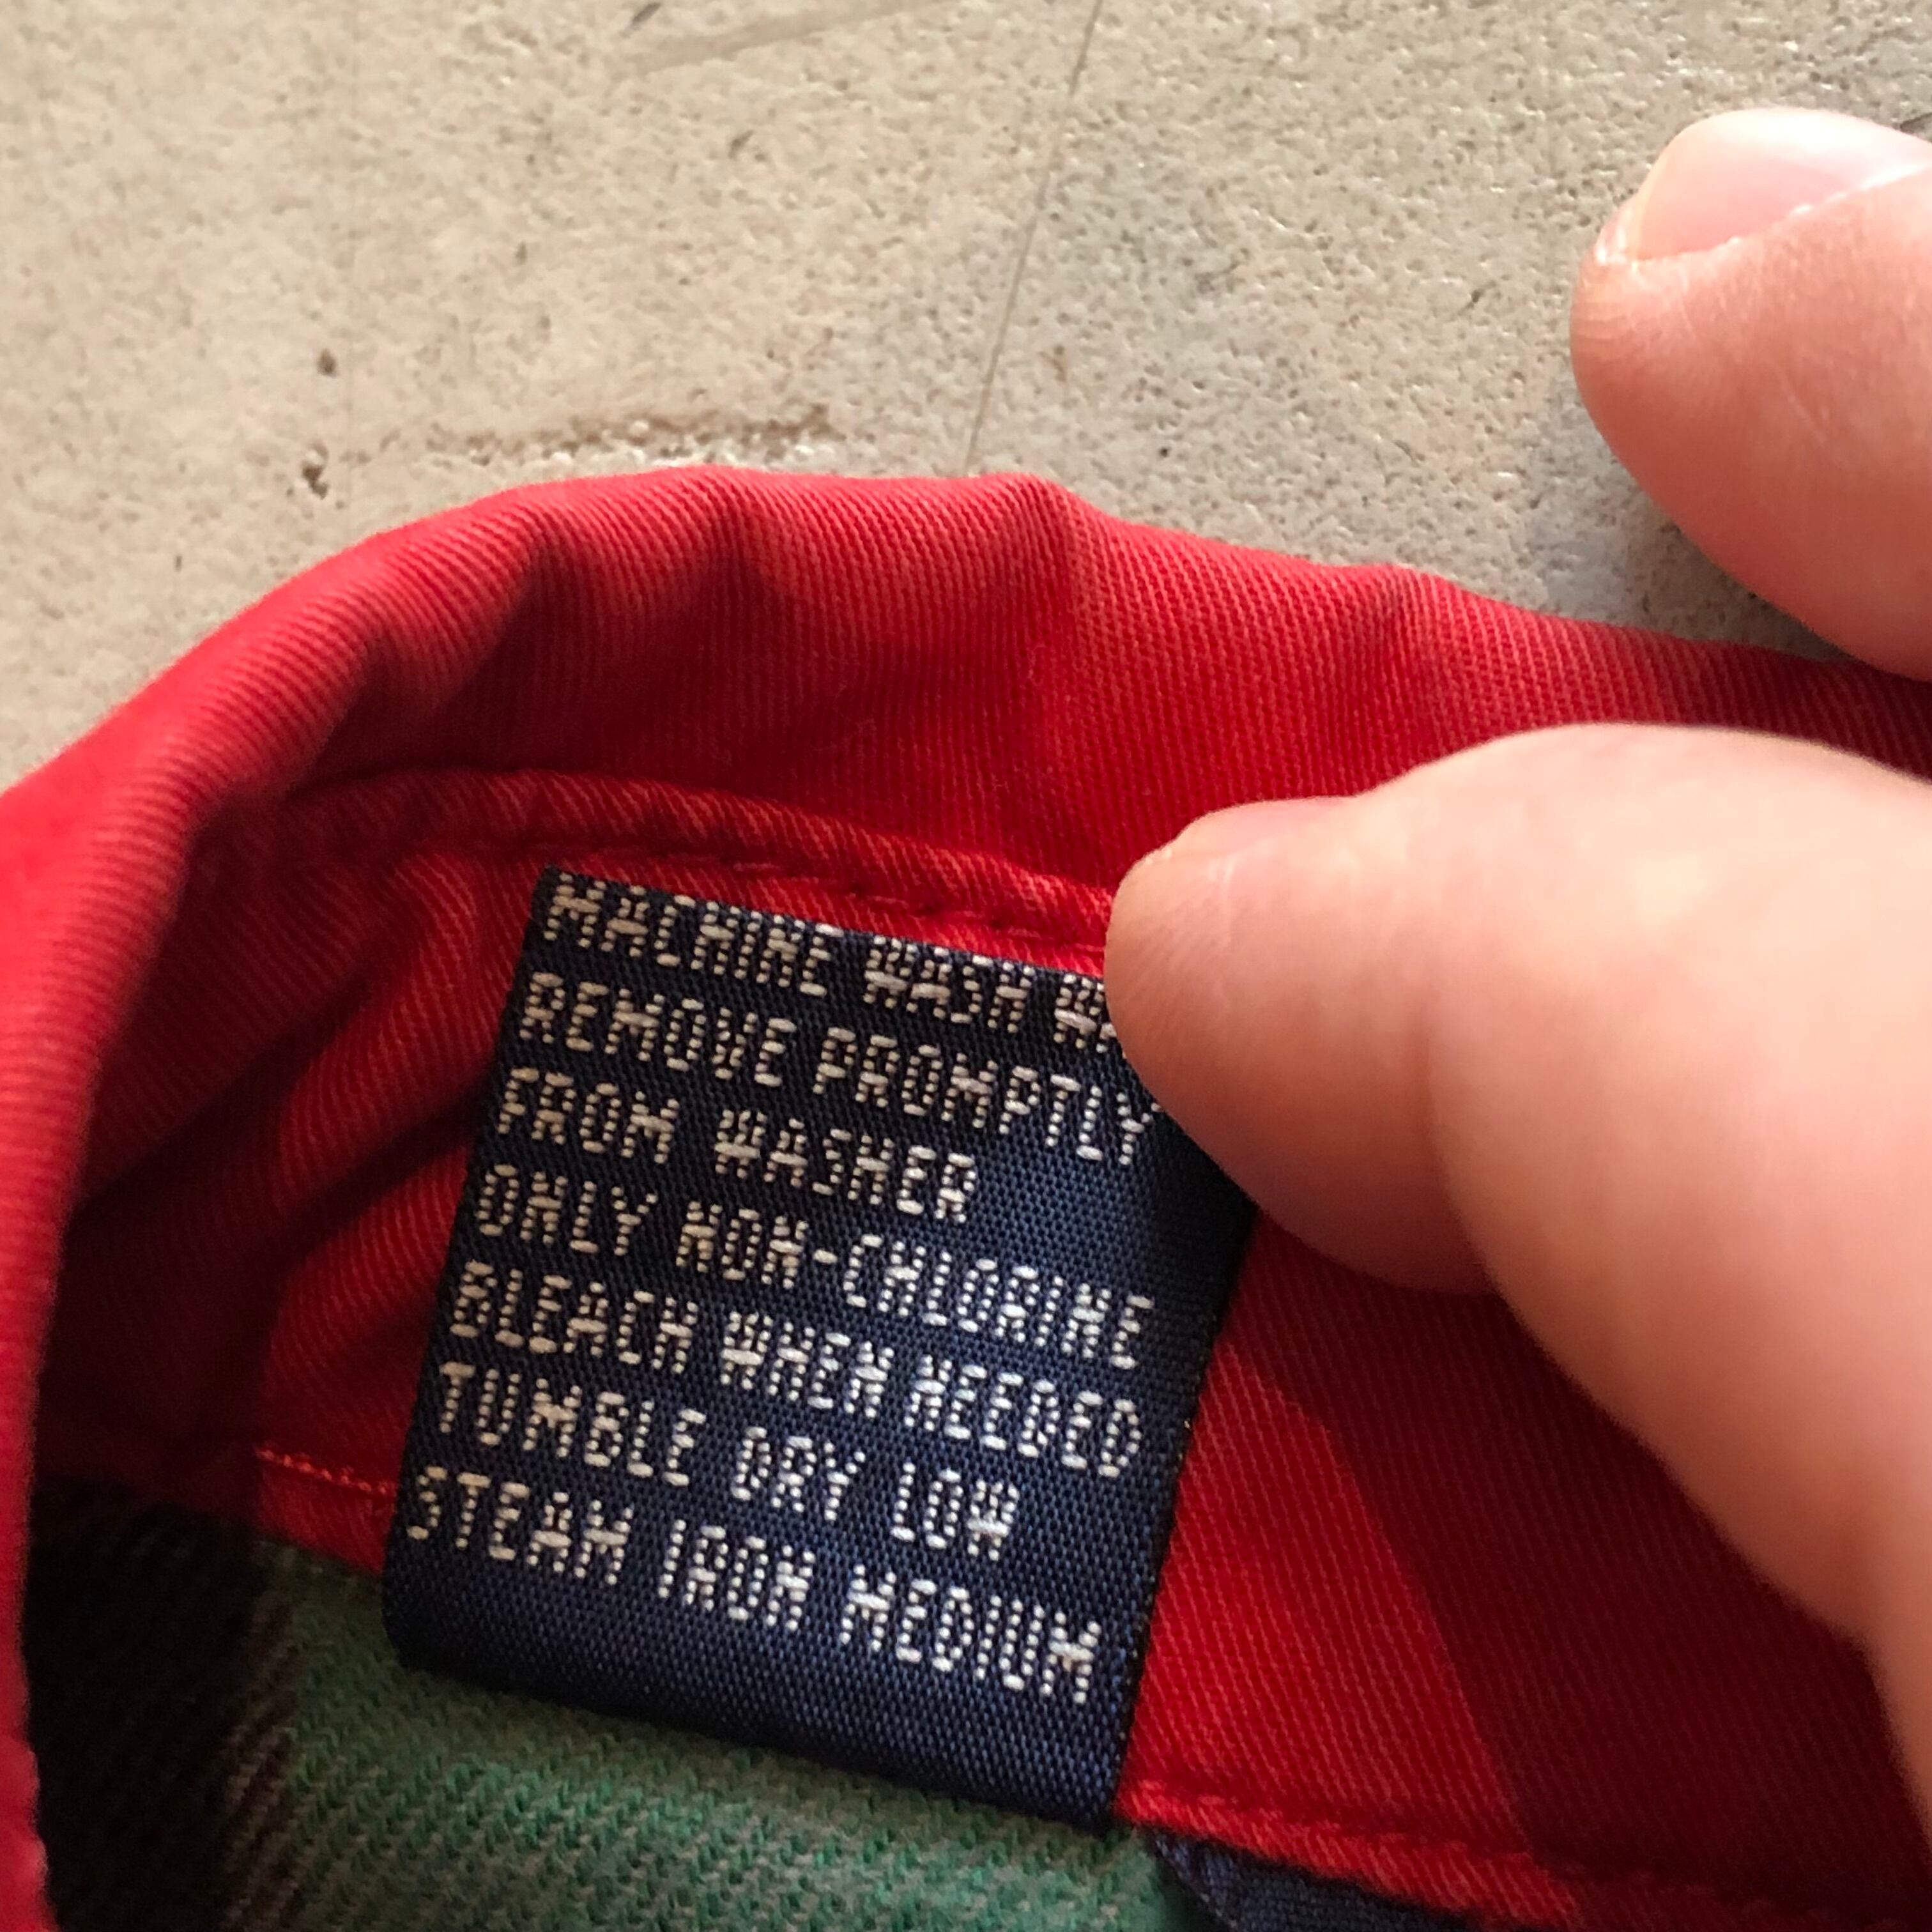 MACHINE WASH
REMOVE PROMPTLY
FROM WASHER
ONLY NON-CHLORINE
BLEACH WHEN NEEDED
TUMBLE DRY LOW
STEAM IRON MEDIUM